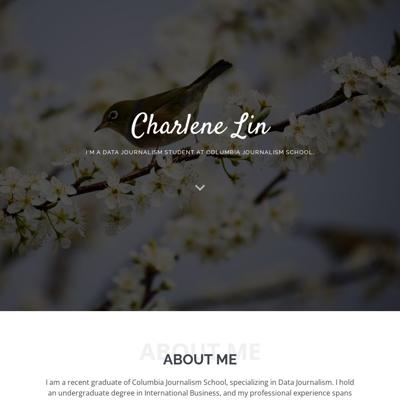 Charlene Lin
I'M A DATA JOURNALISM STUDENT AT COLUMBIA JOURNALISM SCHOOL.
ABOUT ME
ABOUT ME
I am a recent graduate of Columbia Journalism School, specializing in Data Journalism. I hold
an undergraduate degree in International Business, and my professional experience spans